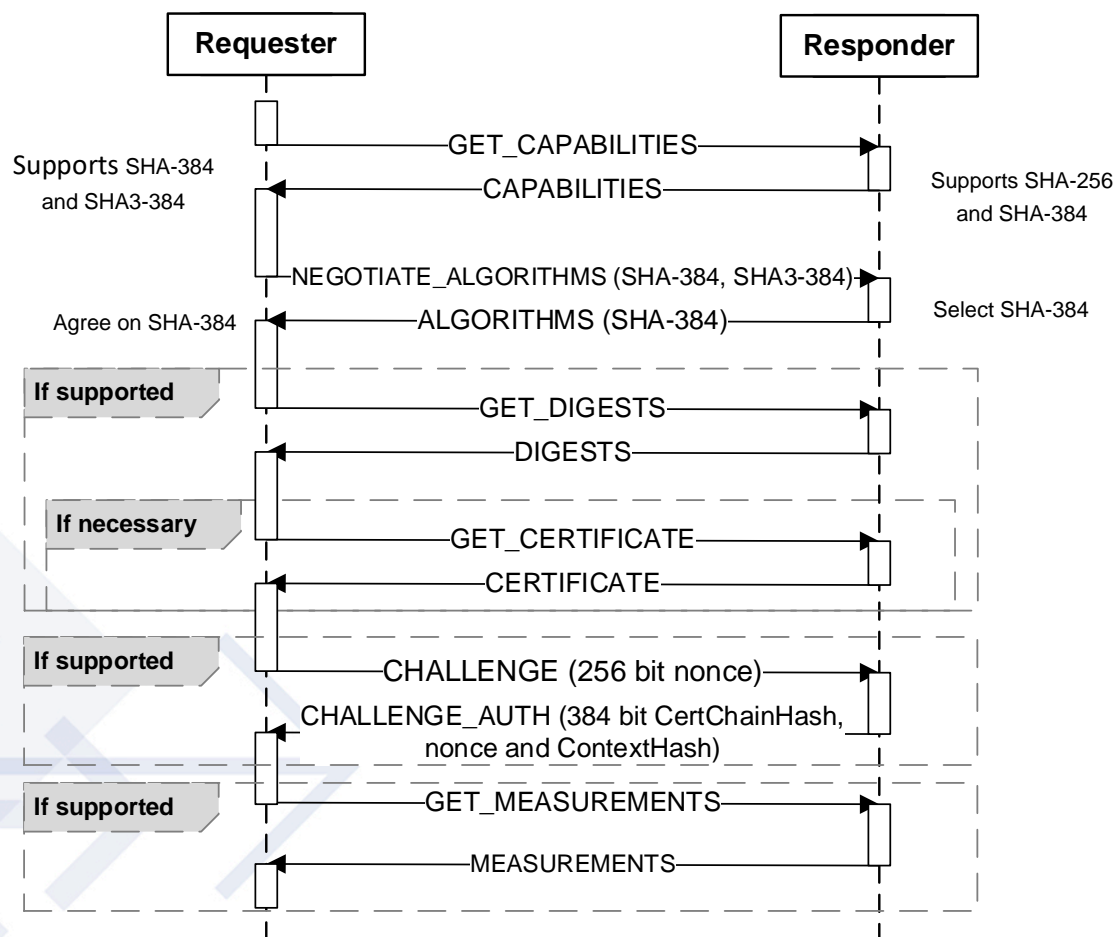 Requester
Responder
GET_CAPABILITIES
Supports SHA-384
and SHA3-384
CAPABILITIES
Supports SHA-256
and SHA-384
NEGOTIATE_ALGORITHMS (SHA-384, SHA3-384)
Agree on SHA-384
ALGORITHMS (SHA-384)
Select SHA-384
If supported
GET_DIGESTS
DIGESTS
If necessary
GET_CERTIFICATE
CERTIFICATE
If supported
CHALLENGE (256 bit nonce)
CHALLENGE_AUTH (384 bit CertChainHash,
nonce and ContextHash)
If supported
GET_MEASUREMENTS
MEASUREMENTS